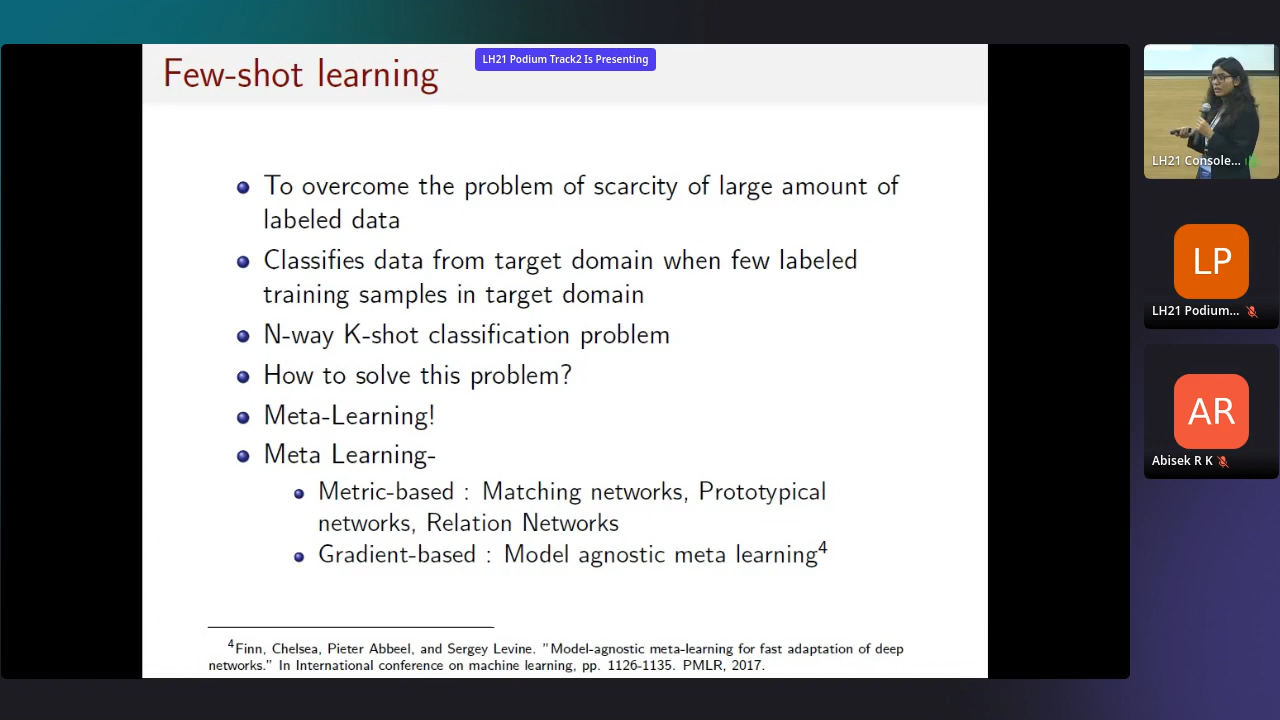 LH21 Podium Track2 Is Presenting
Few-shot learning
To overcome the problem of scarcity of large amount of
labeled data
Classifies data from target domain when few labeled
training samples in target domain
N-way K-shot classification problem
How to solve this problem?
Meta-Learning!
Meta Learning-
Metric-based : Matching networks, Prototypical
networks, Relation Networks
Gradient-based : Model agnostic meta learning4
4Finn, Chelsea, Pieter Abbeel, and Sergey Levine. "Model-agnostic meta-learning for fast adaptation of deep
networks." In International conference on machine learning, pp. 1126-1135. PMLR, 2017.
LH21 Console...
LP
LH21 Podium...
AR
Abisek R K